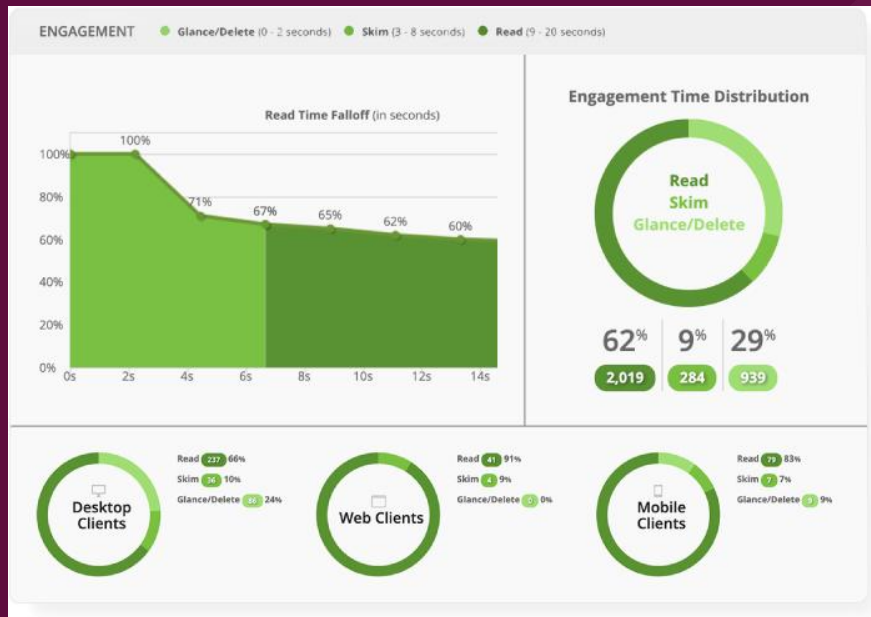 ENGAGEMENT Glance/Delete (0 - 2 seconds) Skim (3 - 8 seconds) Read (9 - 20 seconds)
Read Time Falloff (in seconds)
100%
100%
71%
67%
65%
62%
60%
80%
60%
40%
20%
0%
0s 2s 4s 6s 8s 10s 12s 14s
Engagement Time Distribution
Read
Skim
Glance/Delete
62% 9% 29%
2,019 284 939
Desktop
Clients
Read 237 66%
Skim 36 10%
Glance/Delete 86 24%
Web Clients
Read 41 91%
Skim 4 9%
Glance/Delete 0 0%
Mobile
Clients
Read 79 83%
Skim 7 7%
Glance/Delete 9 9%